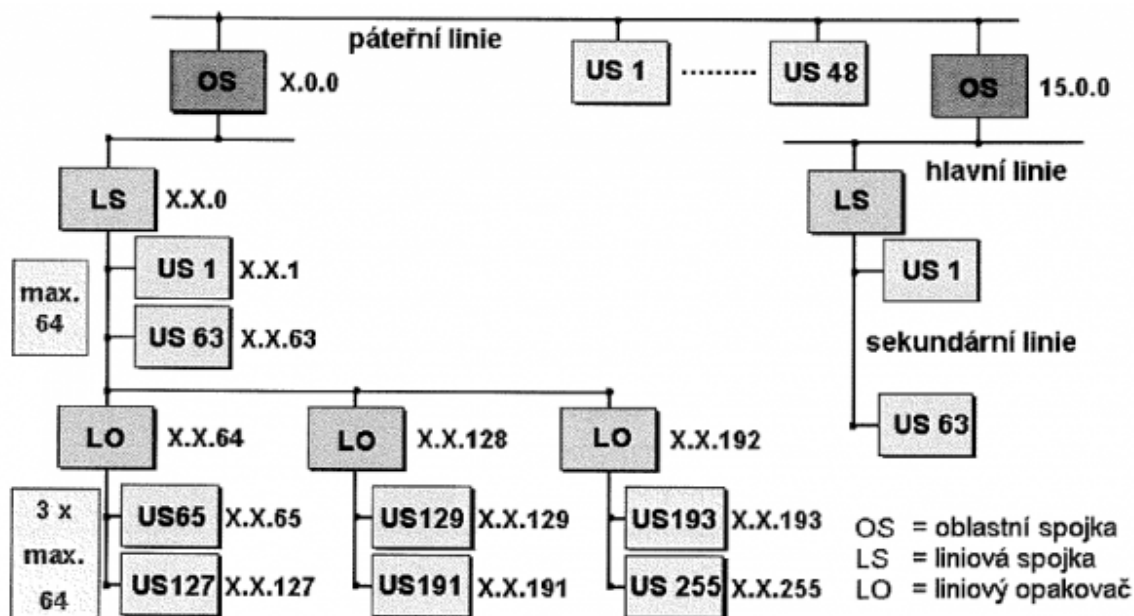 páteřní linie
OS
X.0.0
US 1
.........
US 48
OS
15.0.0
hlavní linie
LS
X.X.0
LS
US 1
X.X.1
US 1
max.
64
US 63
X.X.63
sekundární linie
US 63
LO
X.X.64
LO
X.X.128
LO
X.X.192
3 x
max.
64
US65
X.X.65
US129
X.X.129
US193
X.X.193
US127
X.X.127
US191
X.X.191
US 255
X.X.255
OS = oblastní spojka
LS = liniová spojka
LO = liniový opakovač